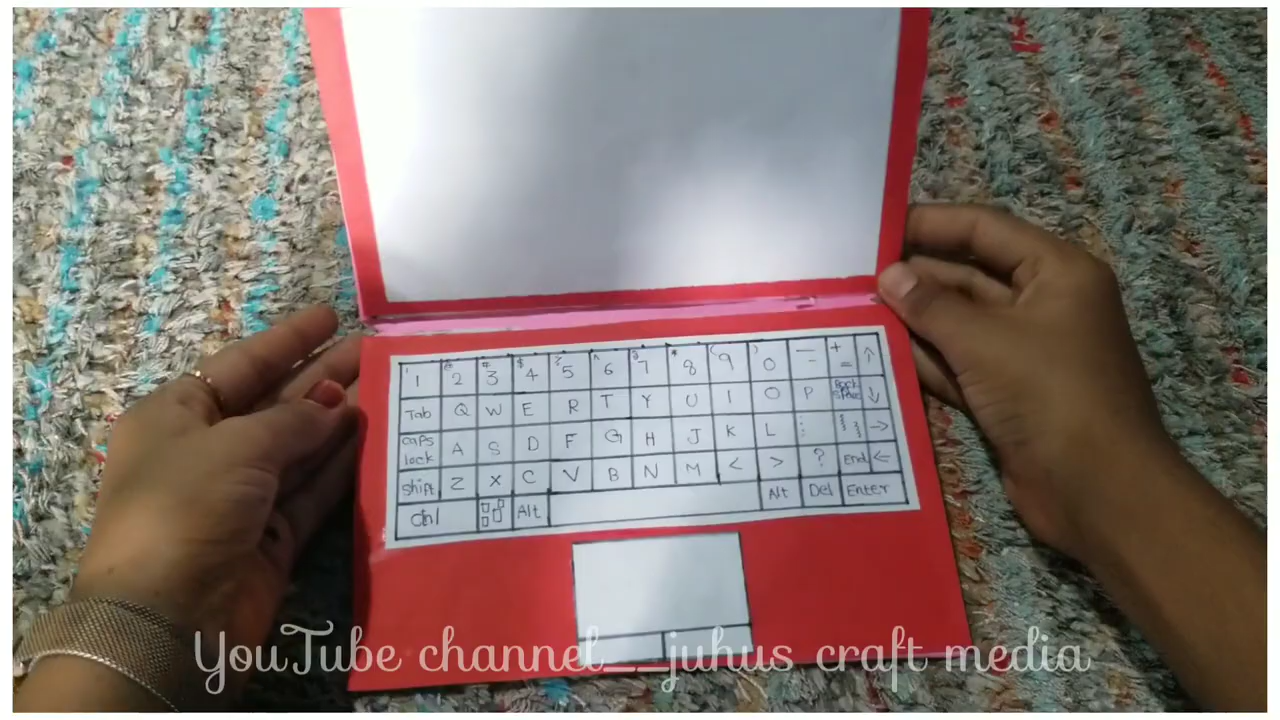 1 @2 #3 $4 5 ^6 7 *8 (9 )0 — = + = ↑
Tab Q W E R T Y U I O P Back Space ↓
Caps lock A S D F G H J K L : →
Shift Z X C V B N M < > ? End ←
Ctrl Alt Alt Del Enter
YouTube channel__juhus craft media